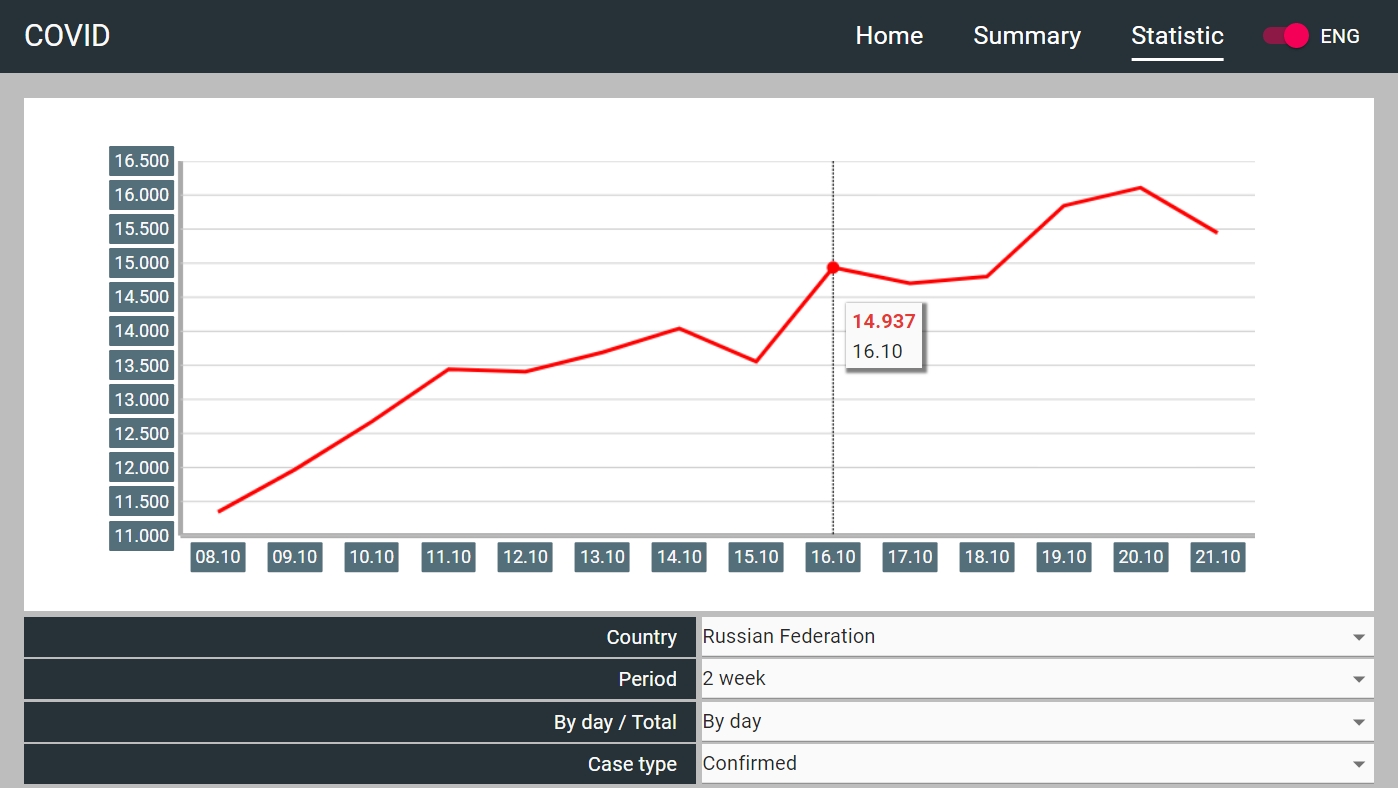 COVID Home Summary Statistic ENG
16.500
16.000
15.500
15.000
14.500
14.000
13.500
13.000
12.500
12.000
11.500
11.000
14.937
16.10
08.10 09.10 10.10 11.10 12.10 13.10 14.10 15.10 16.10 17.10 18.10 19.10 20.10 21.10
Country Russian Federation
Period 2 week
By day / Total By day
Case type Confirmed